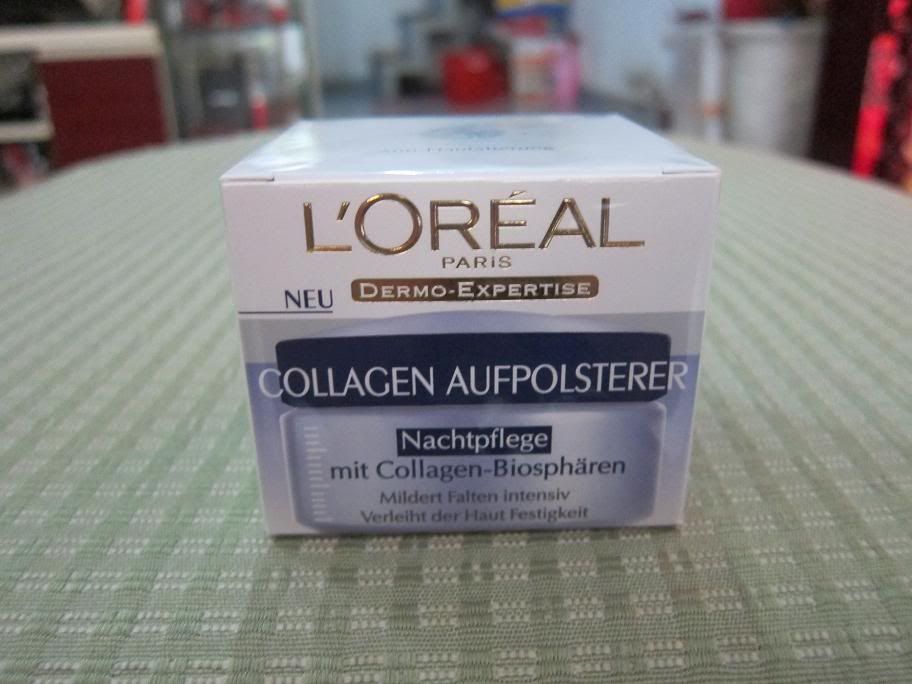 L'ORÉAL
PARIS
DERMO-EXPERTISE
NEU
COLLAGEN AUFPOLSTERER
Nachtpflege
mit Collagen-Biosphären
Mildert Falten intensiv
Verleiht der Haut Festigkeit